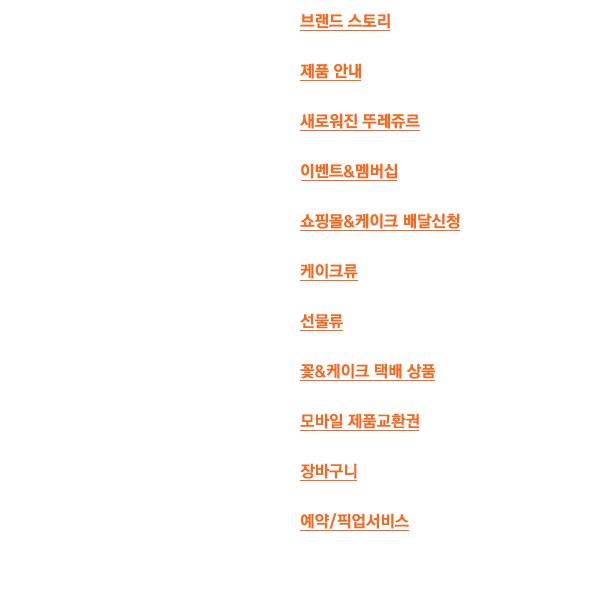 브랜드 스토리
제품 안내
새로워진 뚜레쥬르
이벤트&멤버십
쇼핑몰&케이크 배달신청
케이크류
선물류
꽃&케이크 택배 상품
모바일 제품교환권
장바구니
예약/픽업서비스